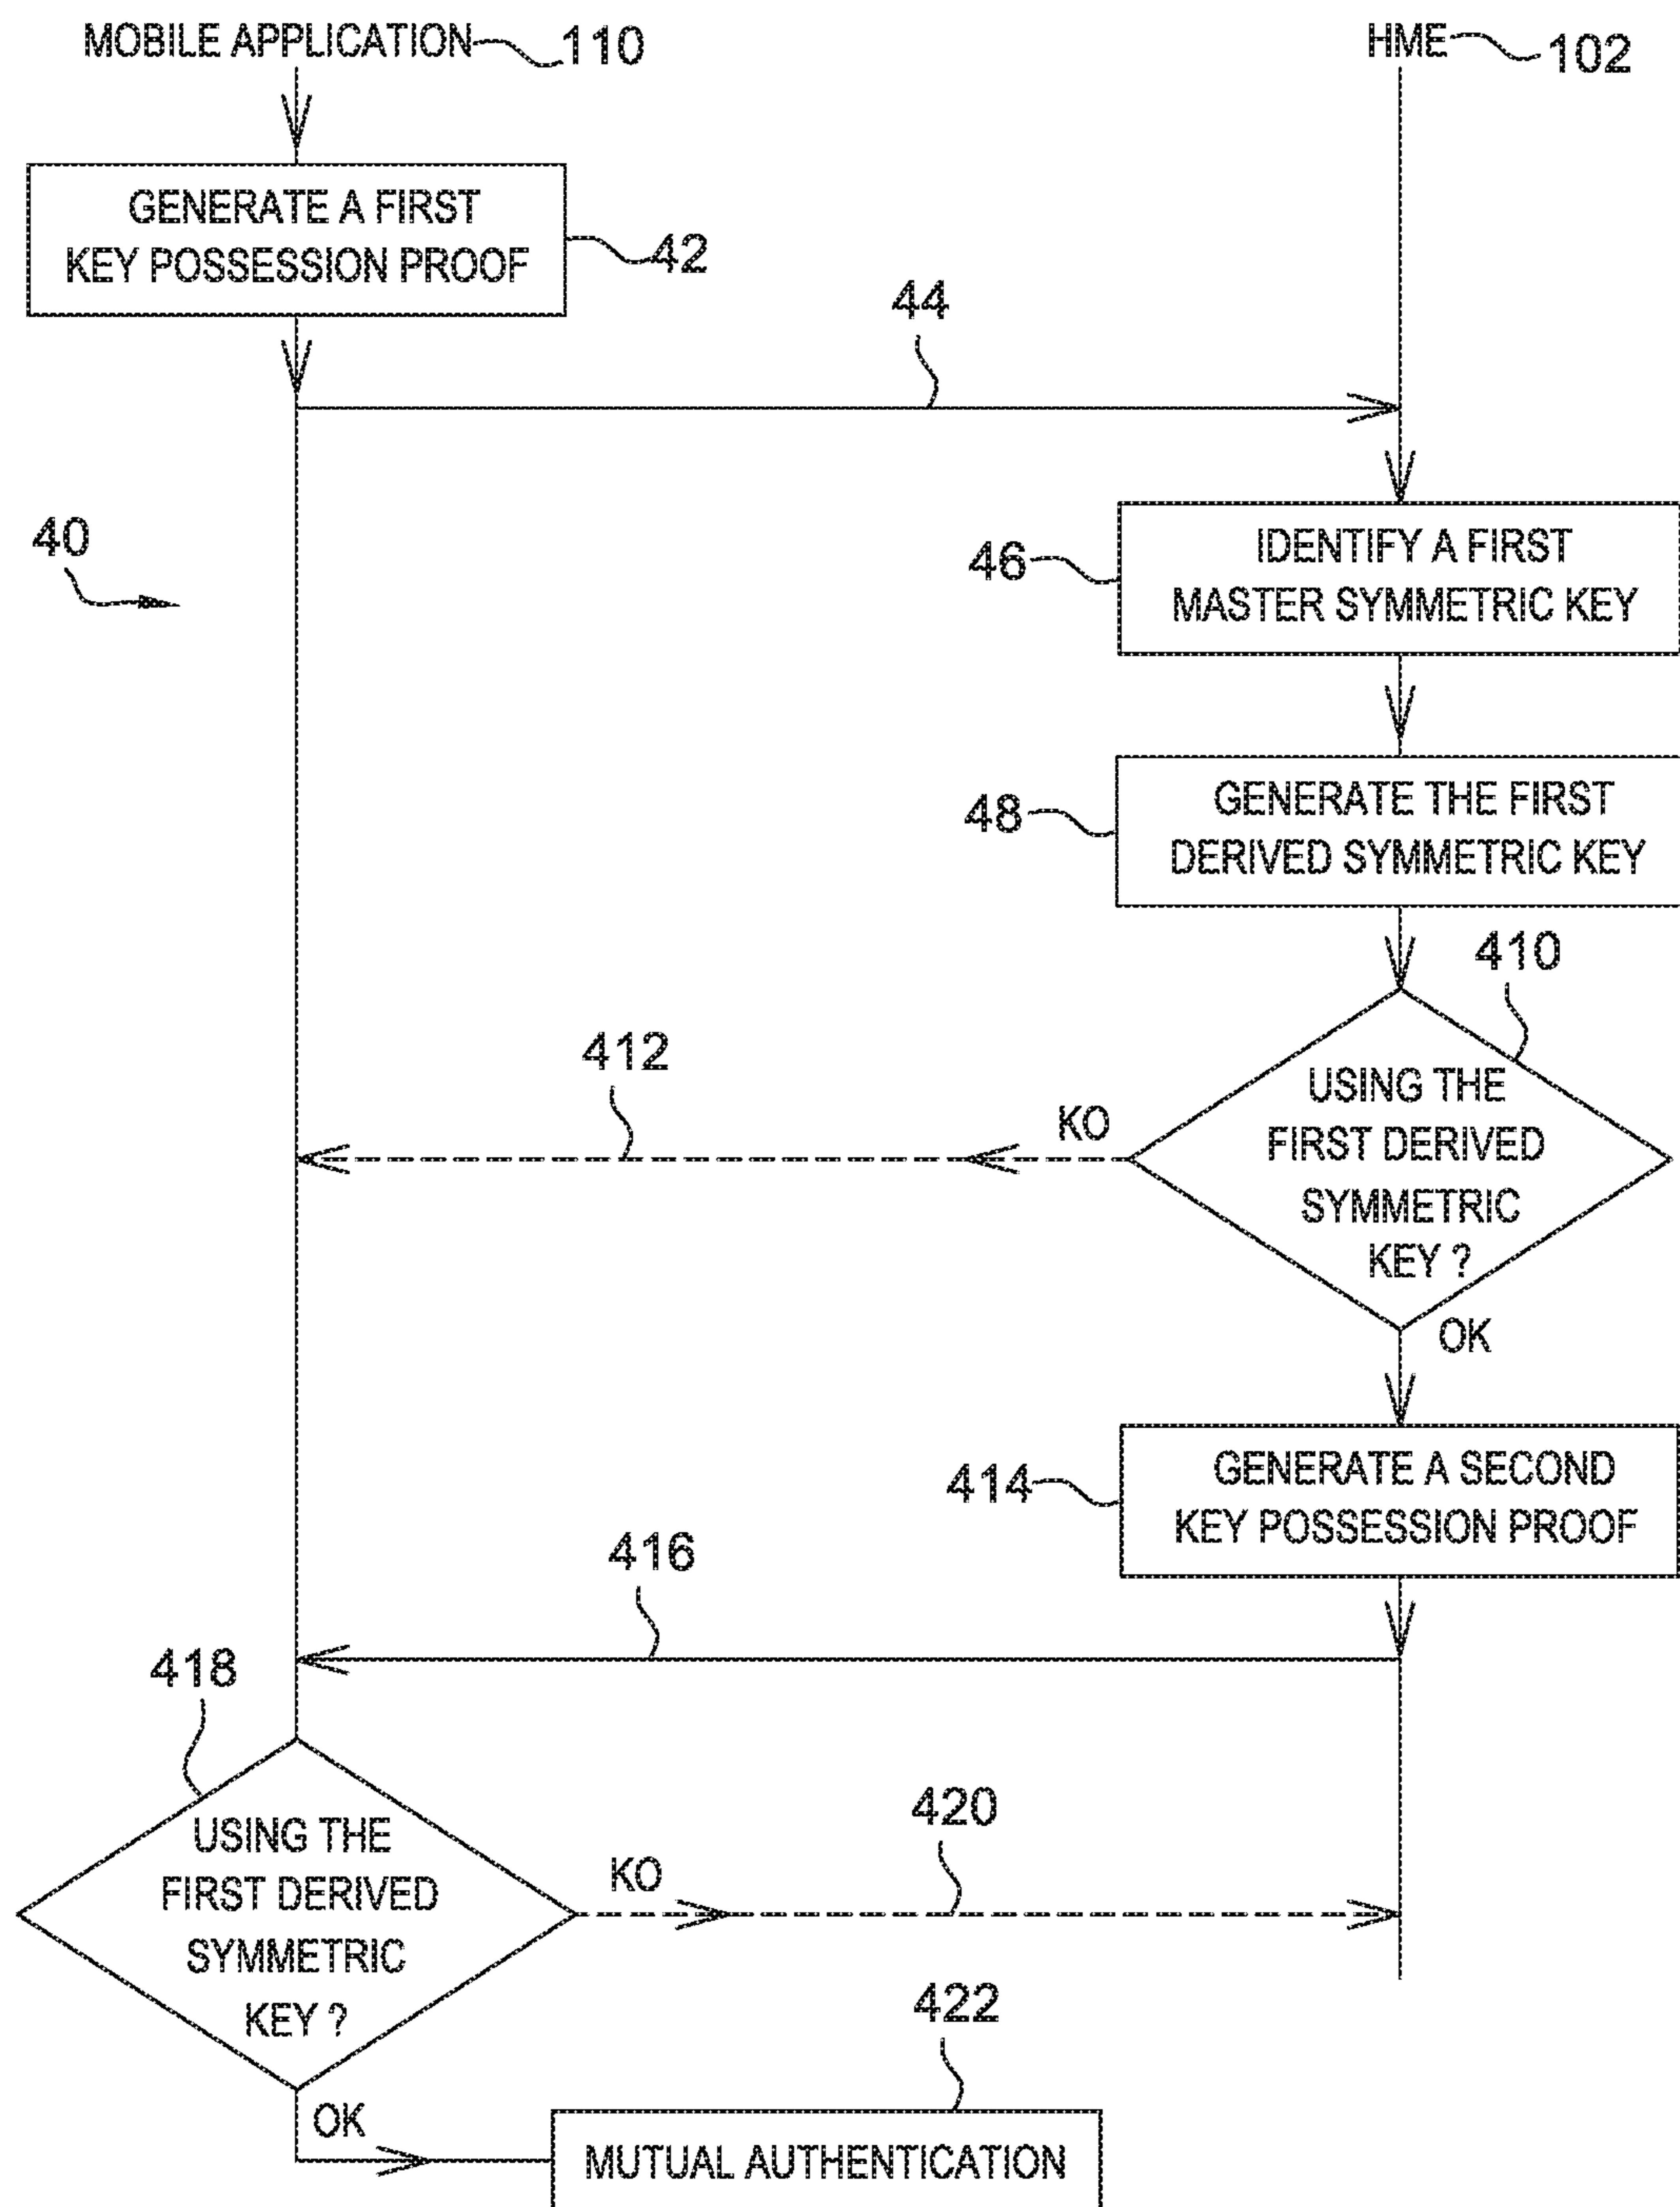 MOBILE APPLICATION 110
HME 102
GENERATE A FIRST
KEY POSSESSION PROOF
42
44
40
46
IDENTIFY A FIRST
MASTER SYMMETRIC KEY
48
GENERATE THE FIRST
DERIVED SYMMETRIC KEY
410
412
KO
USING THE
FIRST DERIVED
SYMMETRIC
KEY ?
OK
414
GENERATE A SECOND
KEY POSSESSION PROOF
416
418
USING THE
FIRST DERIVED
SYMMETRIC
KEY ?
KO
420
422
OK
MUTUAL AUTHENTICATION